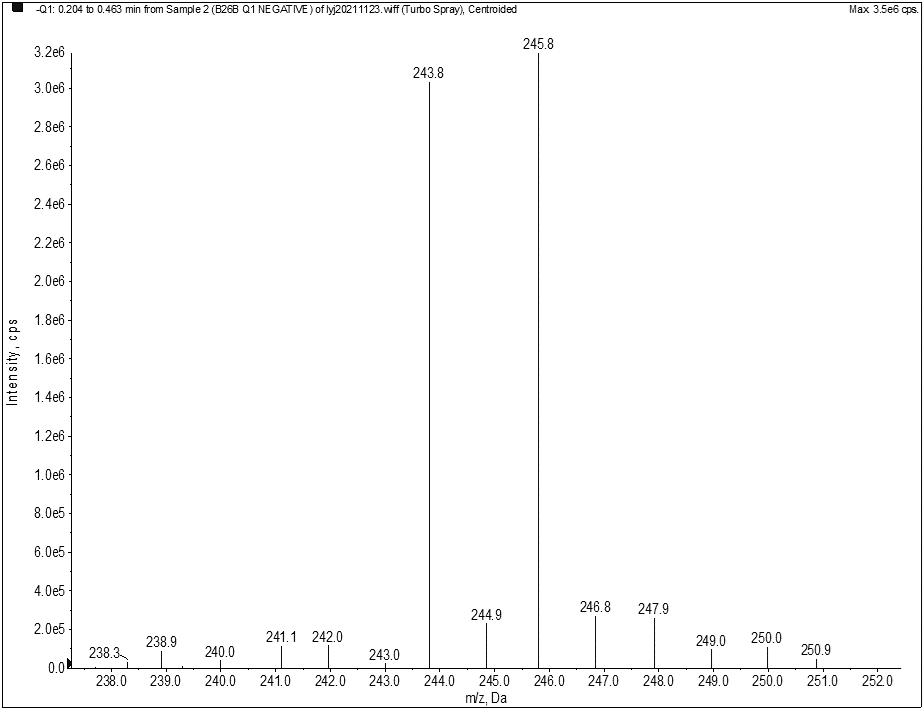 -Q1: 0.204 to 0.463 min from Sample 2 (B26B Q1 NEGATIVE) of lyj20211123.wiff (Turbo Spray), Centroided
Max. 3.5e6 cps.
245.8
3.2e6
243.8
3.0e6
2.8e6
2.6e6
2.4e6
2.2e6
2.0e6
1.8e6
1.6e6
1.4e6
1.2e6
1.0e6
8.0e5
6.0e5
4.0e5
2.0e5
0.0
Intensity, cps
238.3
238.9
240.0
241.1
242.0
243.0
244.9
246.8
247.9
249.0
250.0
250.9
238.0 239.0 240.0 241.0 242.0 243.0 244.0 245.0 246.0 247.0 248.0 249.0 250.0 251.0 252.0
m/z, Da